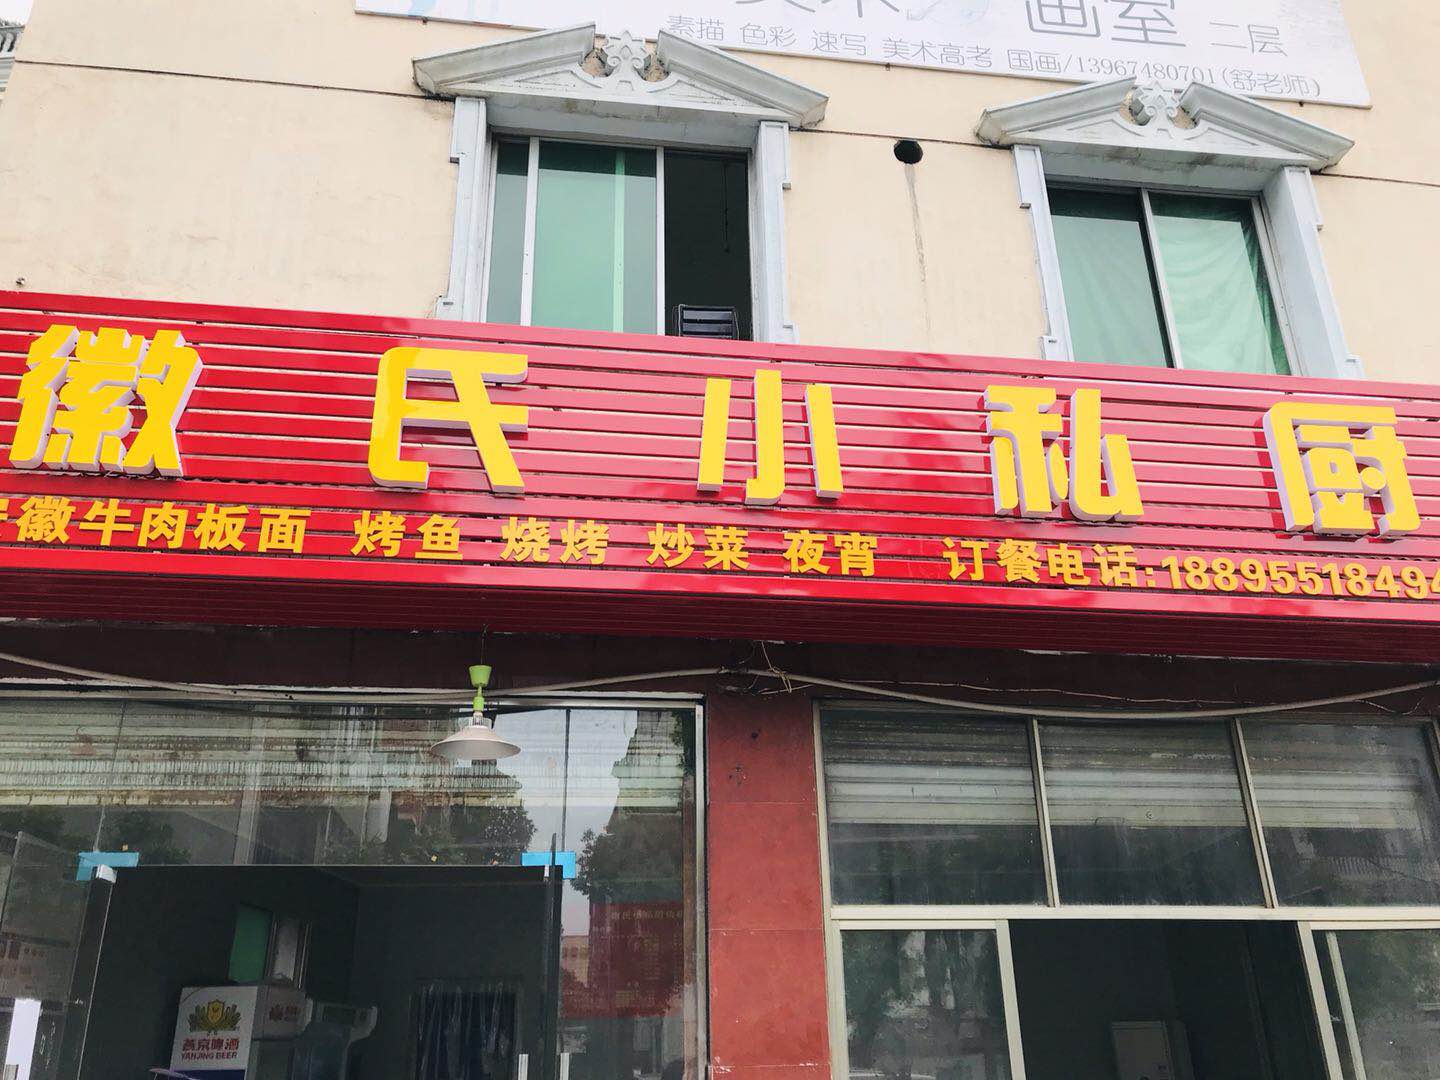 画室 二层
素描 色彩 速写 美术高考 国画/13967480701(舒老师)
徽氏小私厨
安徽牛肉板面 烤鱼 烧烤 炒菜 夜宵 订餐电话:18895518494
燕京啤酒
YANJING BEER